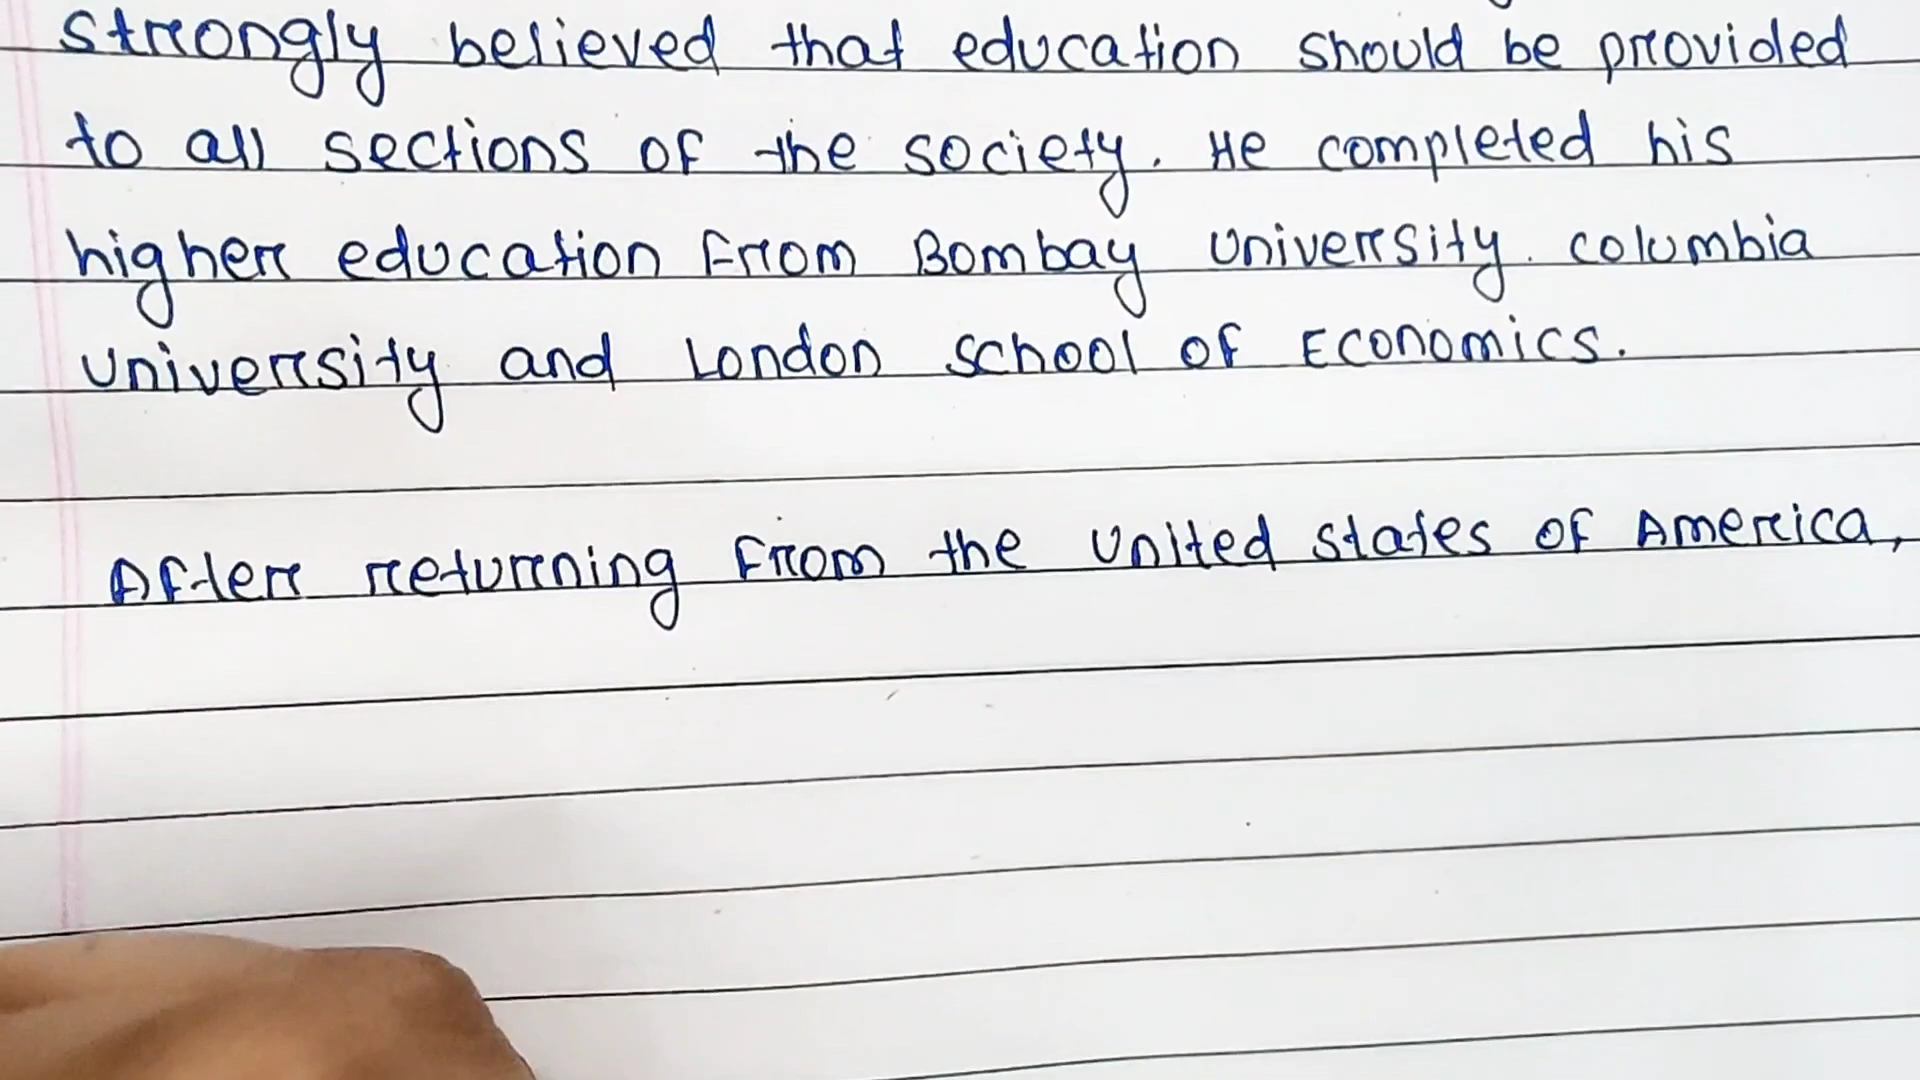 strongly believed that education should be provided
to all sections of the society. He completed his
higher education from Bombay University. columbia
University and London school of Economics.
After returning from the United states of America,